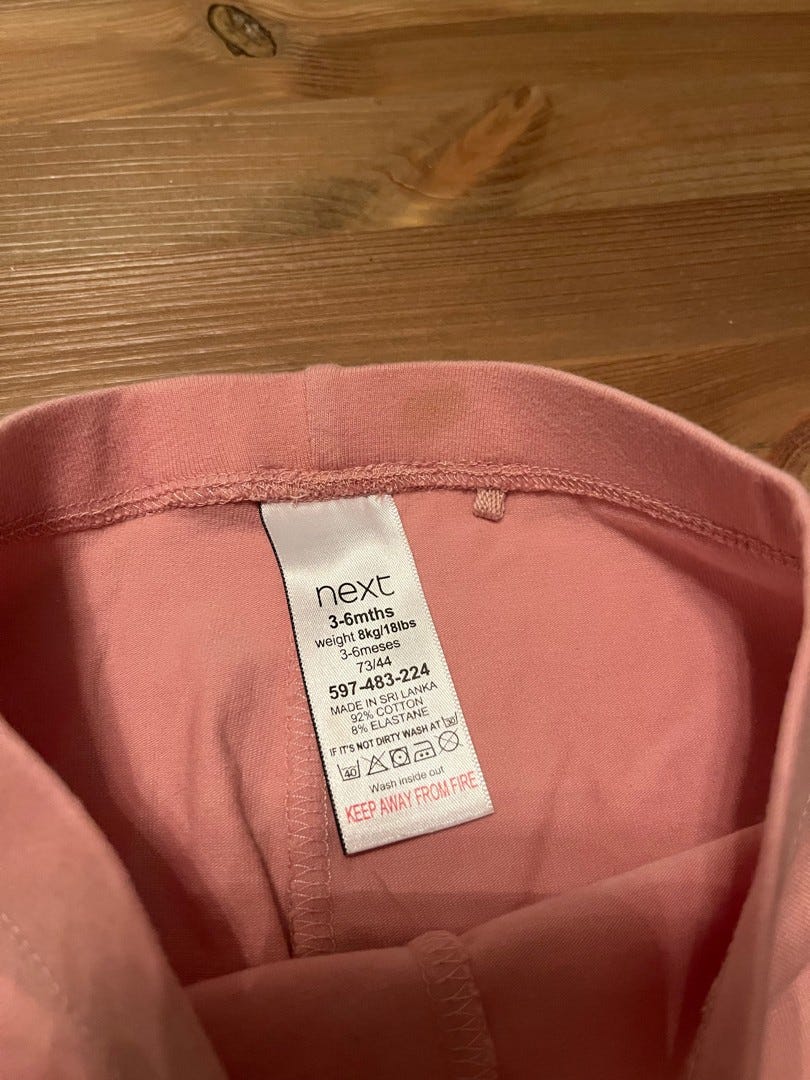 next
3-6mths
weight 8kg/18lbs
3-6meses
73/44
597-483-224
MADE IN SRI LANKA
92% COTTON
8% ELASTANE
IF IT'S NOT DIRTY WASH AT 30
40
Wash inside out
KEEP AWAY FROM FIRE